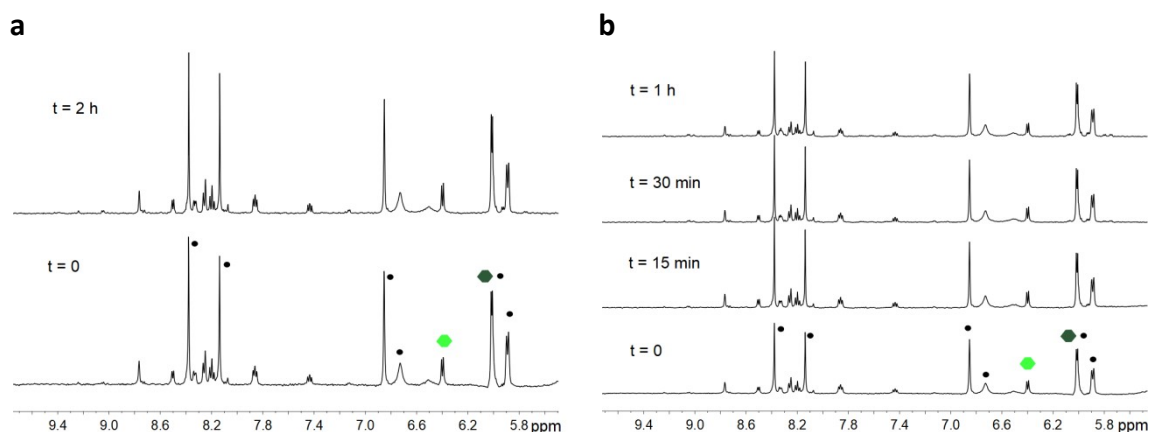 a
t = 2 h
t = 0
9.4 9.0 8.6 8.2 7.8 7.4 7.0 6.6 6.2 5.8 ppm
b
t = 1 h
t = 30 min
t = 15 min
t = 0
9.4 9.0 8.6 8.2 7.8 7.4 7.0 6.6 6.2 5.8 ppm